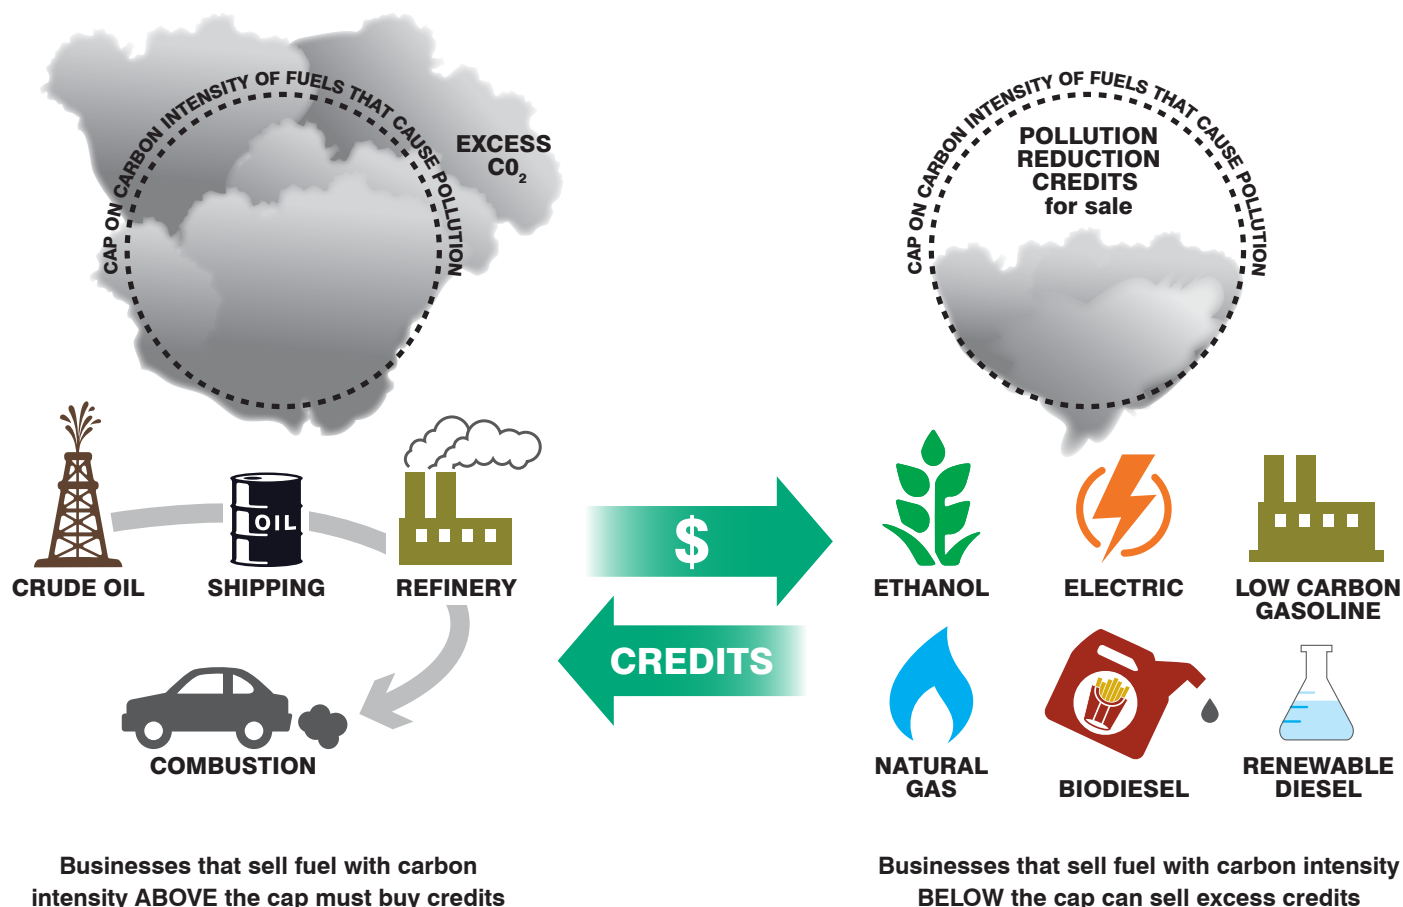 CAP ON CARBON INTENSITY OF FUELS THAT CAUSE POLLUTION
EXCESS
C0₂
CAP ON CARBON INTENSITY OF FUELS THAT CAUSE POLLUTION
POLLUTION
REDUCTION
CREDITS
for sale
OIL
CRUDE OIL
SHIPPING
REFINERY
COMBUSTION
$
CREDITS
ETHANOL
ELECTRIC
LOW CARBON
GASOLINE
NATURAL
GAS
BIODIESEL
RENEWABLE
DIESEL
Businesses that sell fuel with carbon
intensity ABOVE the cap must buy credits
Businesses that sell fuel with carbon intensity
BELOW the cap can sell excess credits